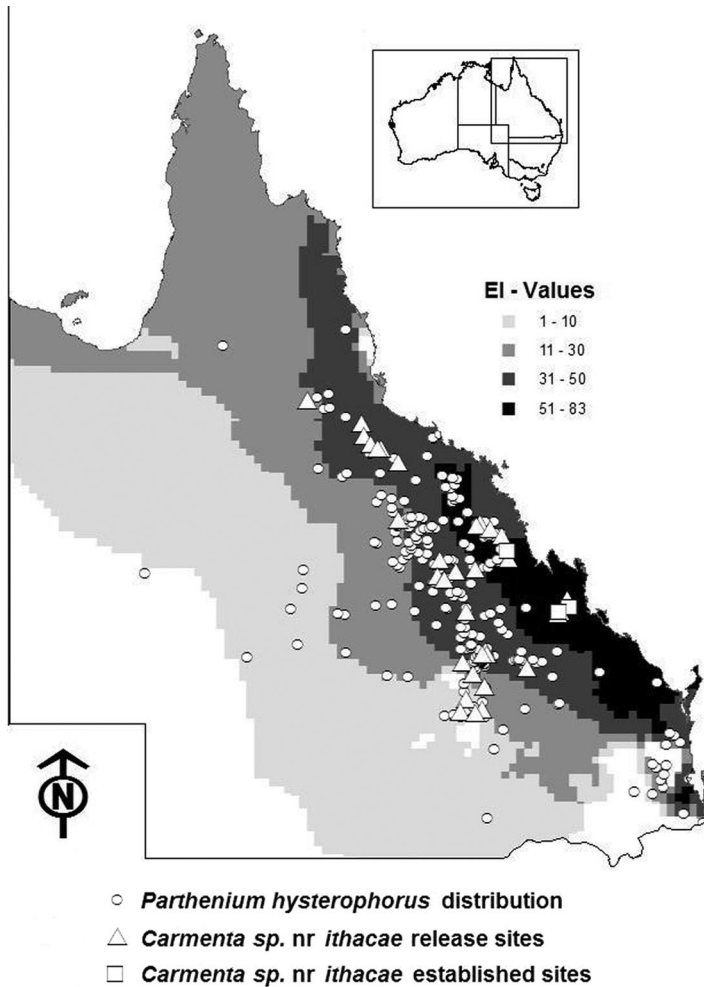 EI - Values
1 - 10
11 - 30
31 - 50
51 - 83
N
Parthenium hysterophorus distribution
Carmenta sp. nr ithacae release sites
Carmenta sp. nr ithacae established sites